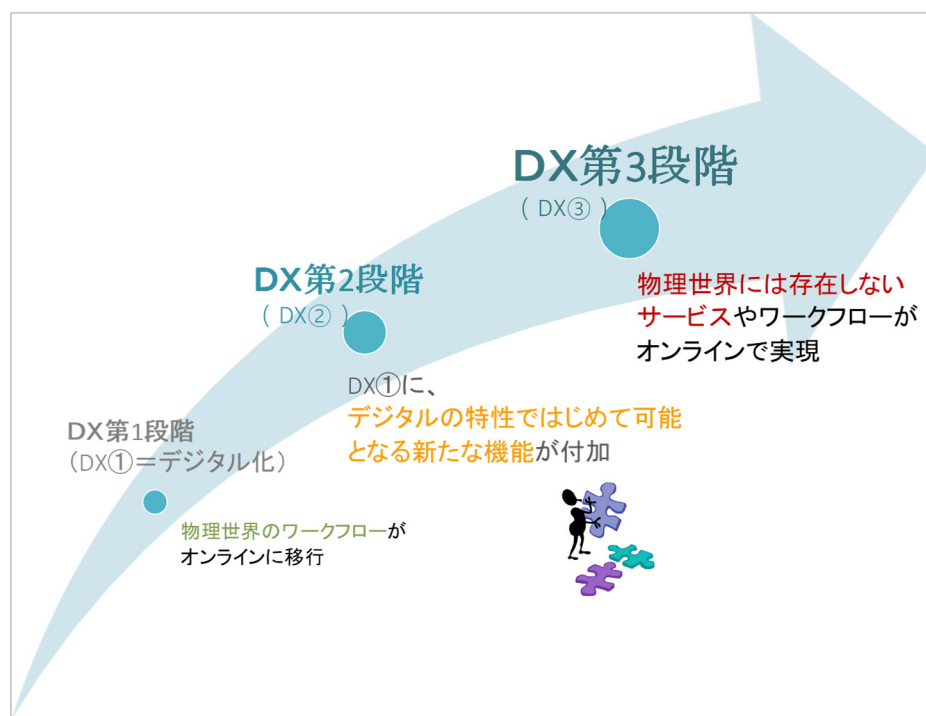 DX第1段階
（DX①＝デジタル化）
物理世界のワークフローが
オンラインに移行
DX第2段階
( DX② )
DX①に、
デジタルの特性ではじめて可能
となる新たな機能が付加
DX第3段階
( DX③ )
物理世界には存在しない
サービスやワークフローが
オンラインで実現